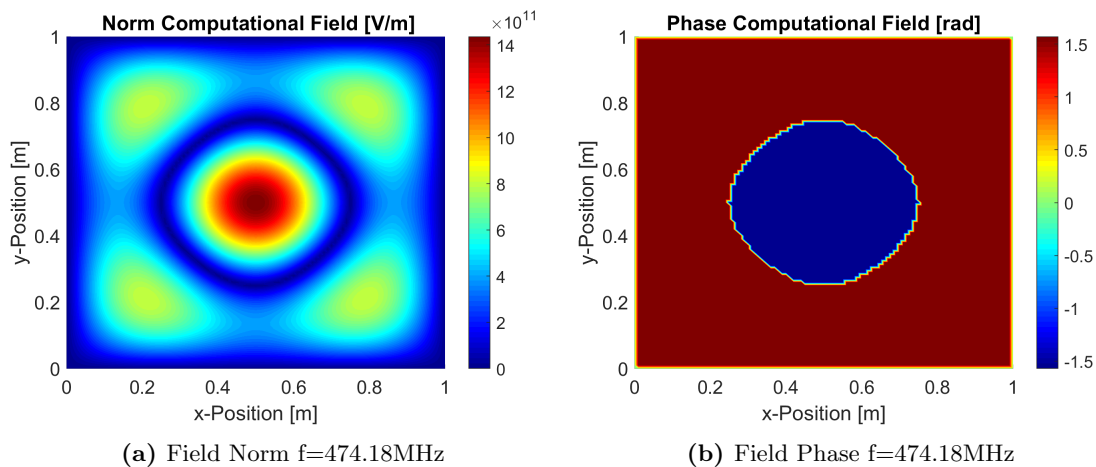 Norm Computational Field [V/m]
×10¹¹
1
0.8
0.6
0.4
0.2
0
y-Position [m]
0 0.2 0.4 0.6 0.8 1
x-Position [m]
14
12
10
8
6
4
2
0
(a) Field Norm f=474.18MHz
Phase Computational Field [rad]
1
0.8
0.6
0.4
0.2
0
y-Position [m]
0 0.2 0.4 0.6 0.8 1
x-Position [m]
1.5
1
0.5
0
-0.5
-1
-1.5
(b) Field Phase f=474.18MHz